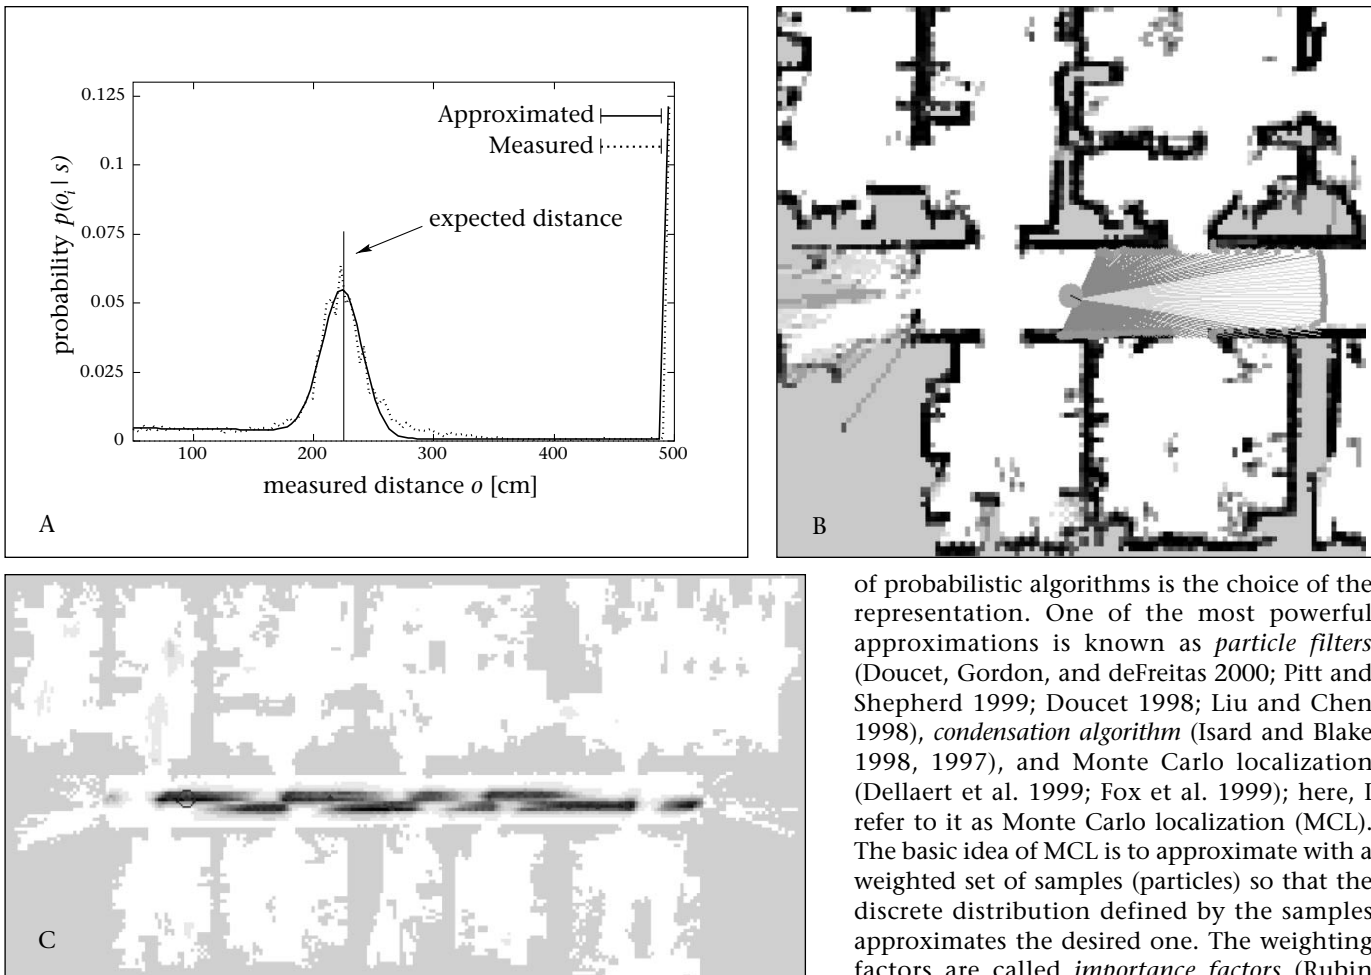 0.125
0.1
0.075
0.05
0.025
0
probability p(o_i | s)
Approximated
Measured
expected distance
100 200 300 400 500
measured distance o [cm]
A
B
C
of probabilistic algorithms is the choice of the
representation. One of the most powerful
approximations is known as particle filters
(Doucet, Gordon, and deFreitas 2000; Pitt and
Shepherd 1999; Doucet 1998; Liu and Chen
1998), condensation algorithm (Isard and Blake
1998, 1997), and Monte Carlo localization
(Dellaert et al. 1999; Fox et al. 1999); here, I
refer to it as Monte Carlo localization (MCL).
The basic idea of MCL is to approximate with a
weighted set of samples (particles) so that the
discrete distribution defined by the samples
approximates the desired one. The weighting
factors are called importance factors (Rubin